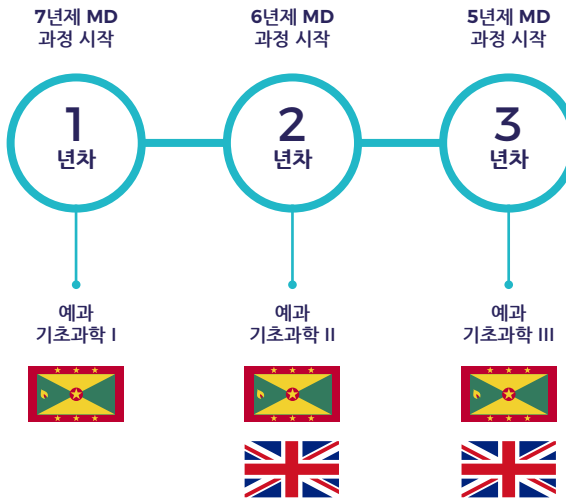 7년제 MD
과정 시작
6년제 MD
과정 시작
5년제 MD
과정 시작
1
년차
2
년차
3
년차
예과
기초과학 I
예과
기초과학 II
예과
기초과학 III